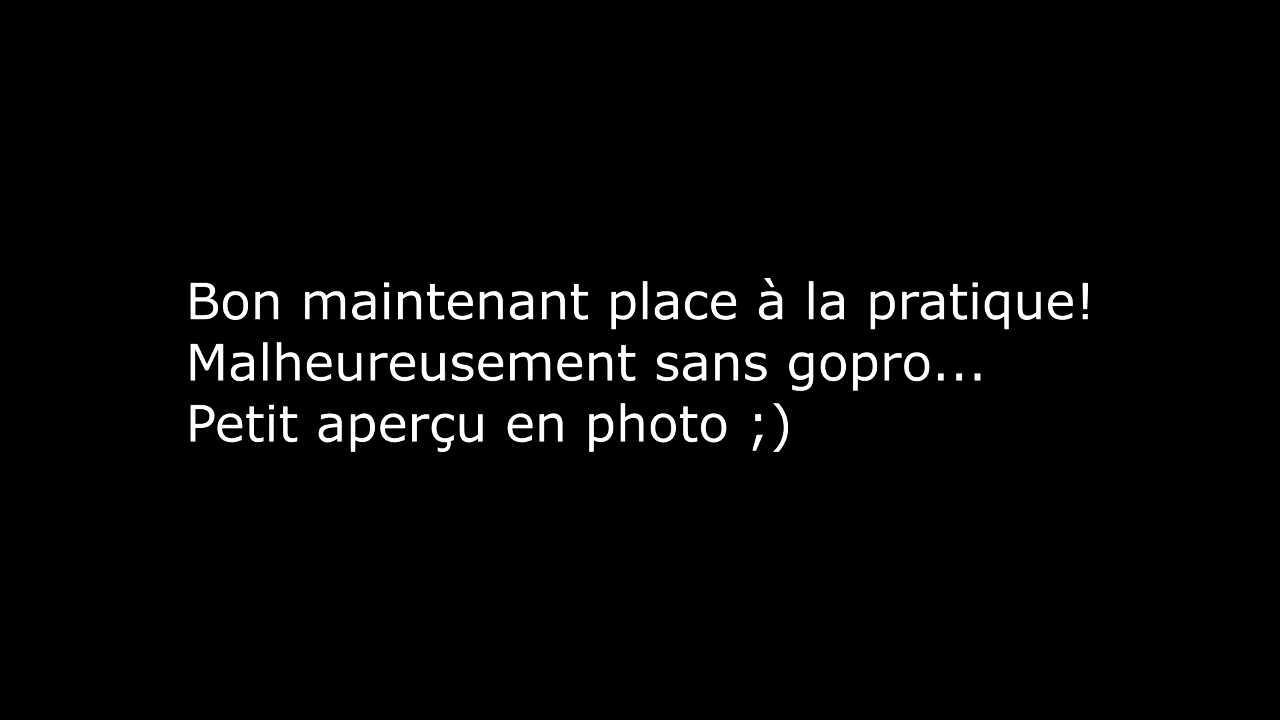 Bon maintenant place à la pratique!
Malheureusement sans gopro...
Petit aperçu en photo ;)